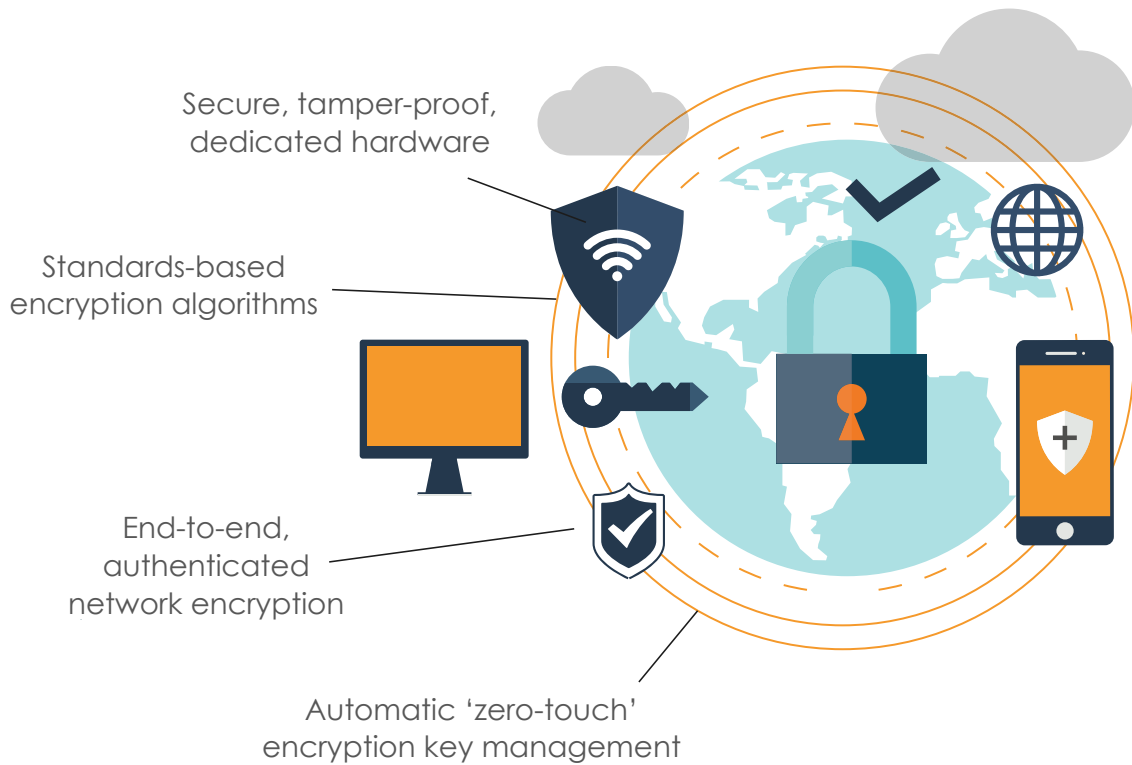 Secure, tamper-proof,
dedicated hardware
Standards-based
encryption algorithms
End-to-end,
authenticated
network encryption
Automatic ‘zero-touch’
encryption key management